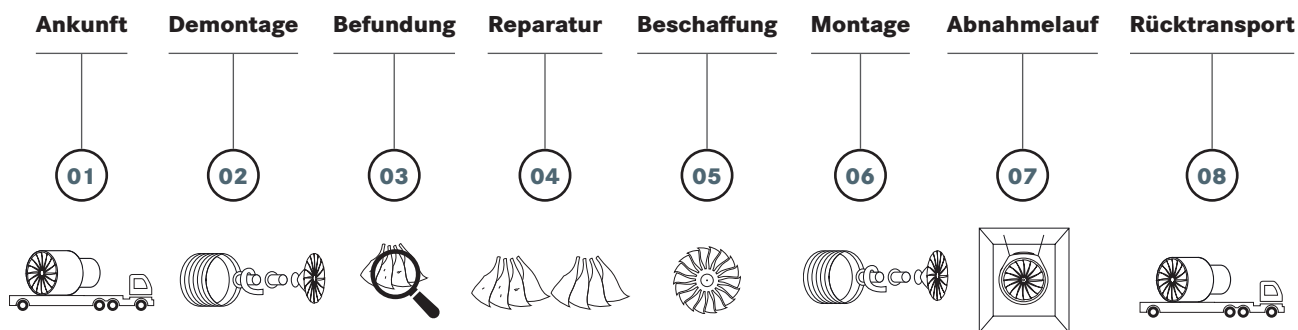 Ankunft
Demontage
Befundung
Reparatur
Beschaffung
Montage
Abnahmelauf
Rücktransport
01
02
03
04
05
06
07
08